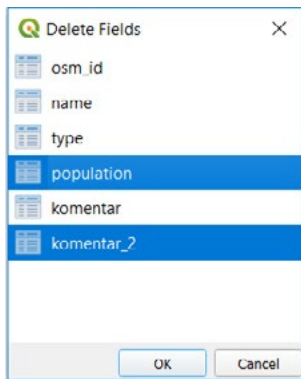 Delete Fields
osm_id
name
type
population
komentar
komentar_2
OK
Cancel